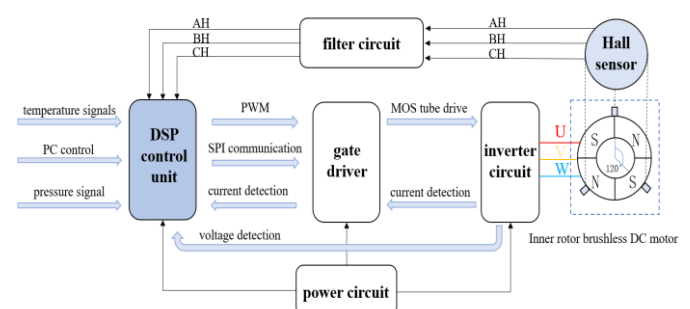 AH
BH
CH
filter circuit
AH
BH
CH
Hall
sensor
temperature signals
PC control
pressure signal
DSP
control
unit
PWM
SPI communication
current detection
gate
driver
MOS tube drive
current detection
inverter
circuit
U
V
W
S
N
N
S
120°
voltage detection
Inner rotor brushless DC motor
power circuit